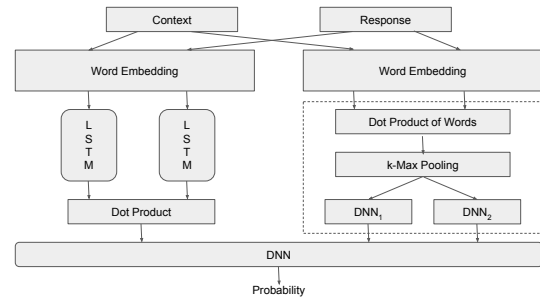 Context
Response
Word Embedding
Word Embedding
L
S
T
M
L
S
T
M
Dot Product of Words
k-Max Pooling
Dot Product
DNN₁
DNN₂
DNN
Probability